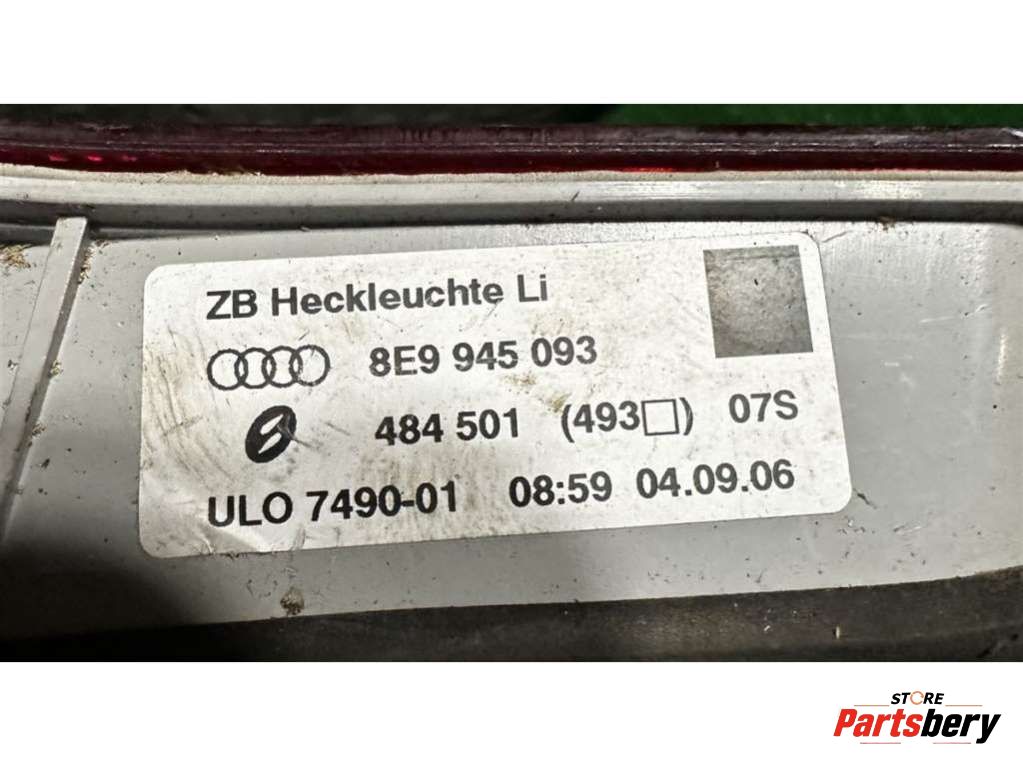 ZB Heckleuchte Li
8E9 945 093
484 501 (493□) 07S
ULO 7490-01 08:59 04.09.06
STORE
Partsbery